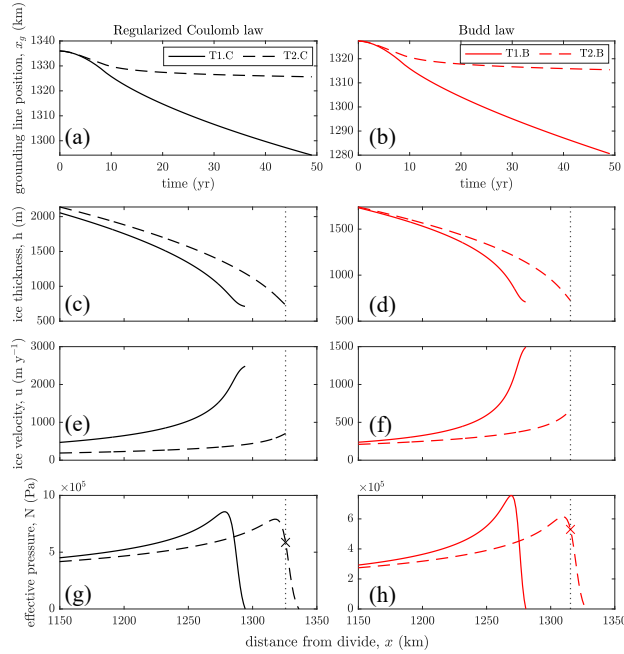 Regularized Coulomb law
Budd law
grounding line position, x_g (km)
1340
1330
1320
1310
1300
T1.C
T2.C
(a)
0
10
20
30
40
50
time (yr)
1320
1310
1300
1290
1280
T1.B
T2.B
(b)
0
10
20
30
40
50
time (yr)
ice thickness, h (m)
2000
1500
1000
500
(c)
1500
1000
500
(d)
ice velocity, u (m y⁻¹)
3000
2000
1000
0
(e)
1500
1000
500
0
(f)
effective pressure, N (Pa)
×10⁵
10
5
0
(g)
1150
1200
1250
1300
1350
×10⁵
6
4
2
0
(h)
1150
1200
1250
1300
1350
distance from divide, x (km)